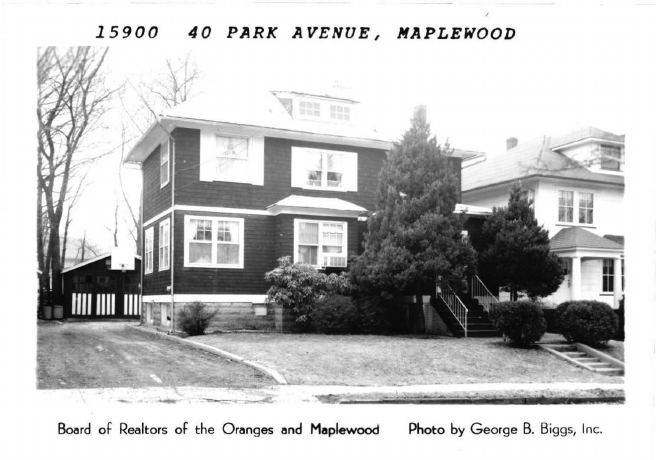 15900 40 PARK AVENUE, MAPLEWOOD
Board of Realtors of the Oranges and Maplewood Photo by George B. Biggs, Inc.